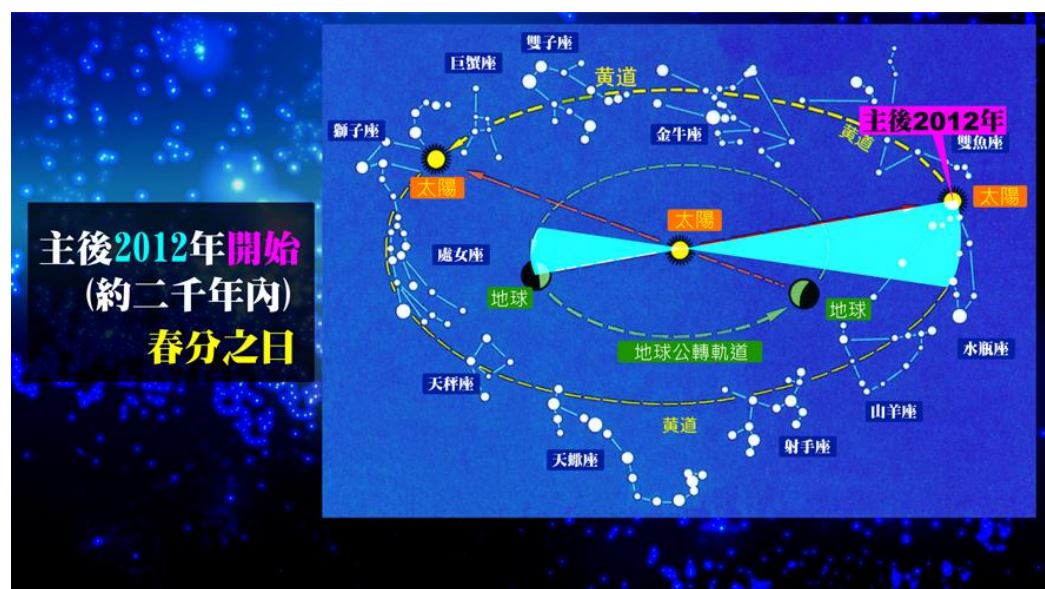 主後2012年開始
(約二千年內)
春分之日
雙子座
巨蟹座
黃道
獅子座
金牛座
主後2012年
黃道
雙魚座
太陽
太陽
太陽
處女座
地球
地球
地球公轉軌道
水瓶座
天秤座
山羊座
黃道
射手座
天蠍座